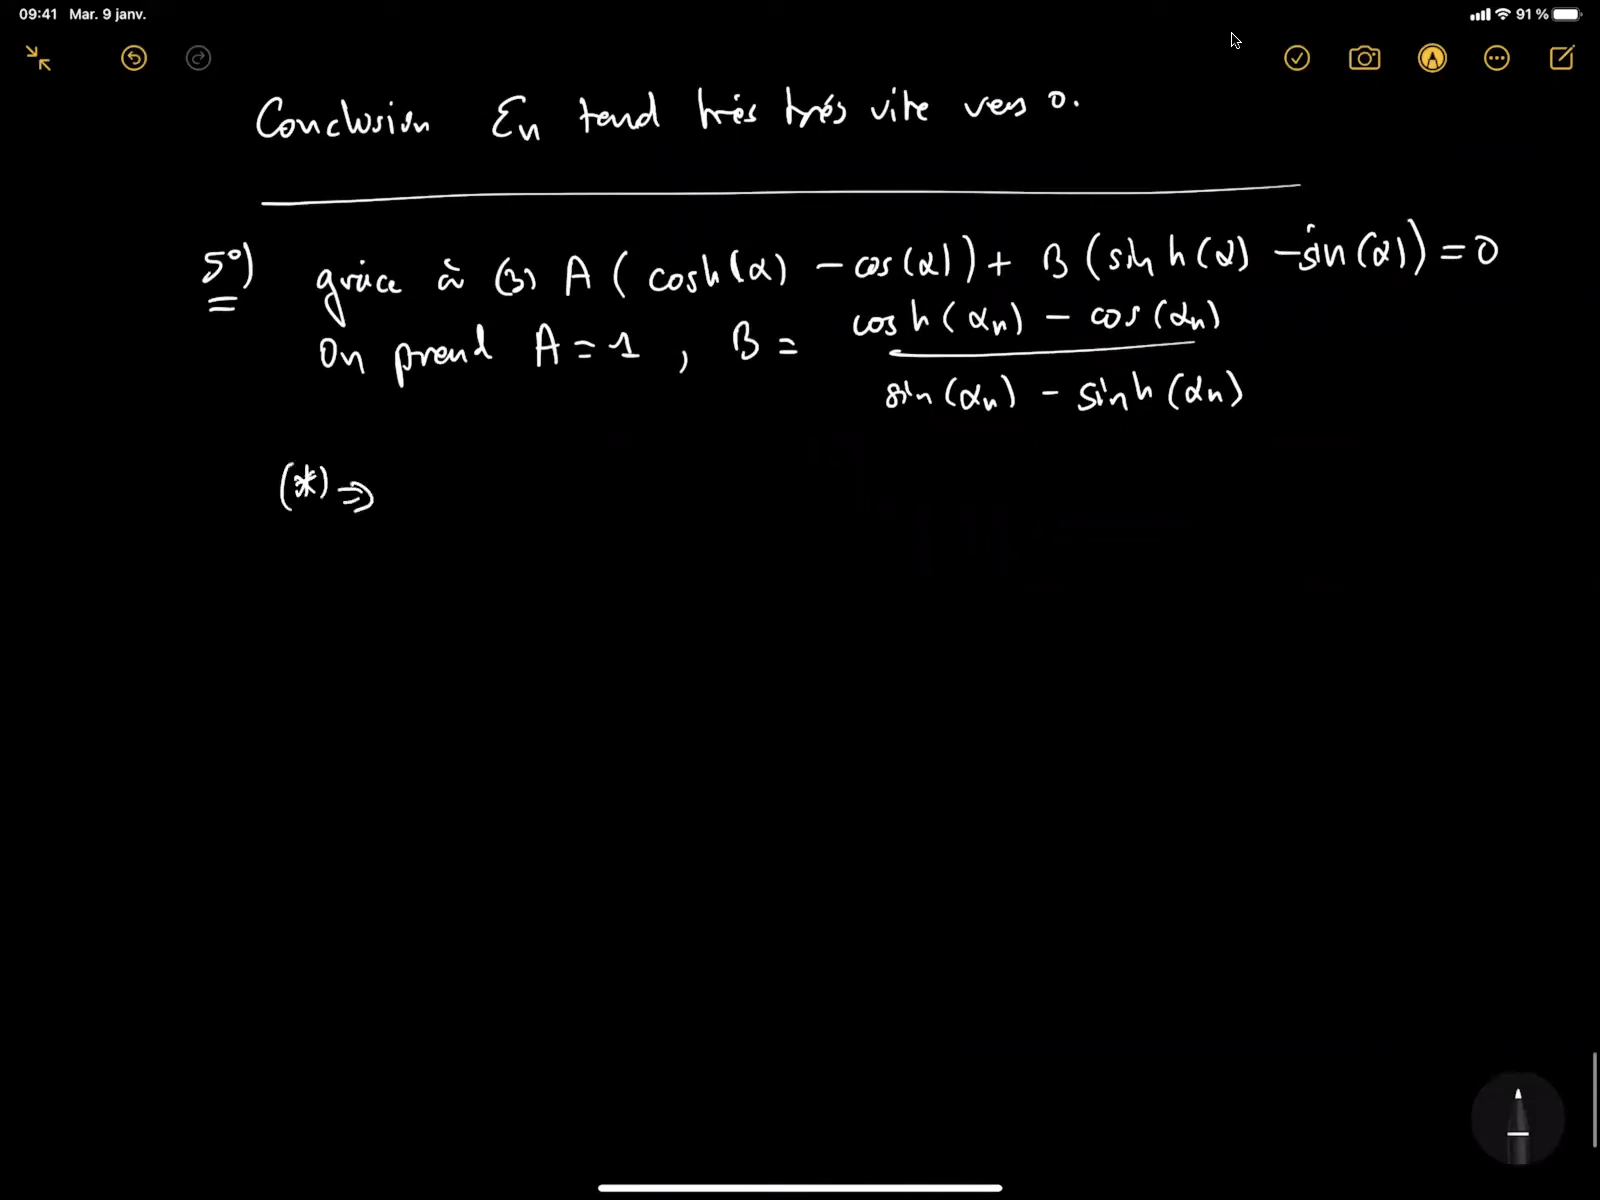 09:41 Mar. 9 janv. 91 %
Conclusion εn tend très très vite vers 0.
5°) grâce à (3) A ( cosh(α) - cos(α) ) + B ( sinh(α) - sin(α) ) = 0
On prend A = 1 , B = cosh(αn) - cos(αn)
sin(αn) - sinh(αn)
(*) ⇒